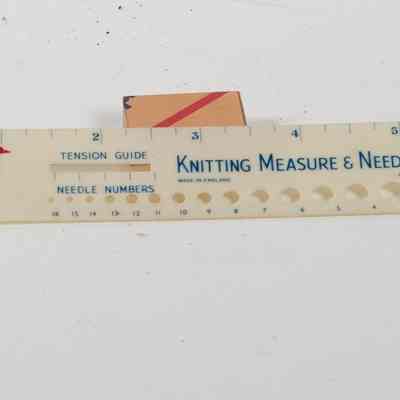 2 3 4 5
TENSION GUIDE
KNITTING MEASURE & NEED
MADE IN ENGLAND
NEEDLE NUMBERS
16 15 14 13 12 11 10 9 8 7 6 5 4